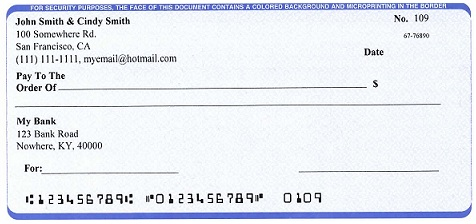 FOR SECURITY PURPOSES, THE FACE OF THIS DOCUMENT CONTAINS A COLORED BACKGROUND AND MICROPRINTING IN THE BORDER
John Smith & Cindy Smith
No. 109
100 Somewhere Rd.
67-76890
San Francisco, CA
Date
(111) 111-1111, myemail@hotmail.com
Pay To The
Order Of
$
My Bank
123 Bank Road
Nowhere, KY, 40000
For:
⑆123456789⑆ ⑈0123456789⑈ 0109